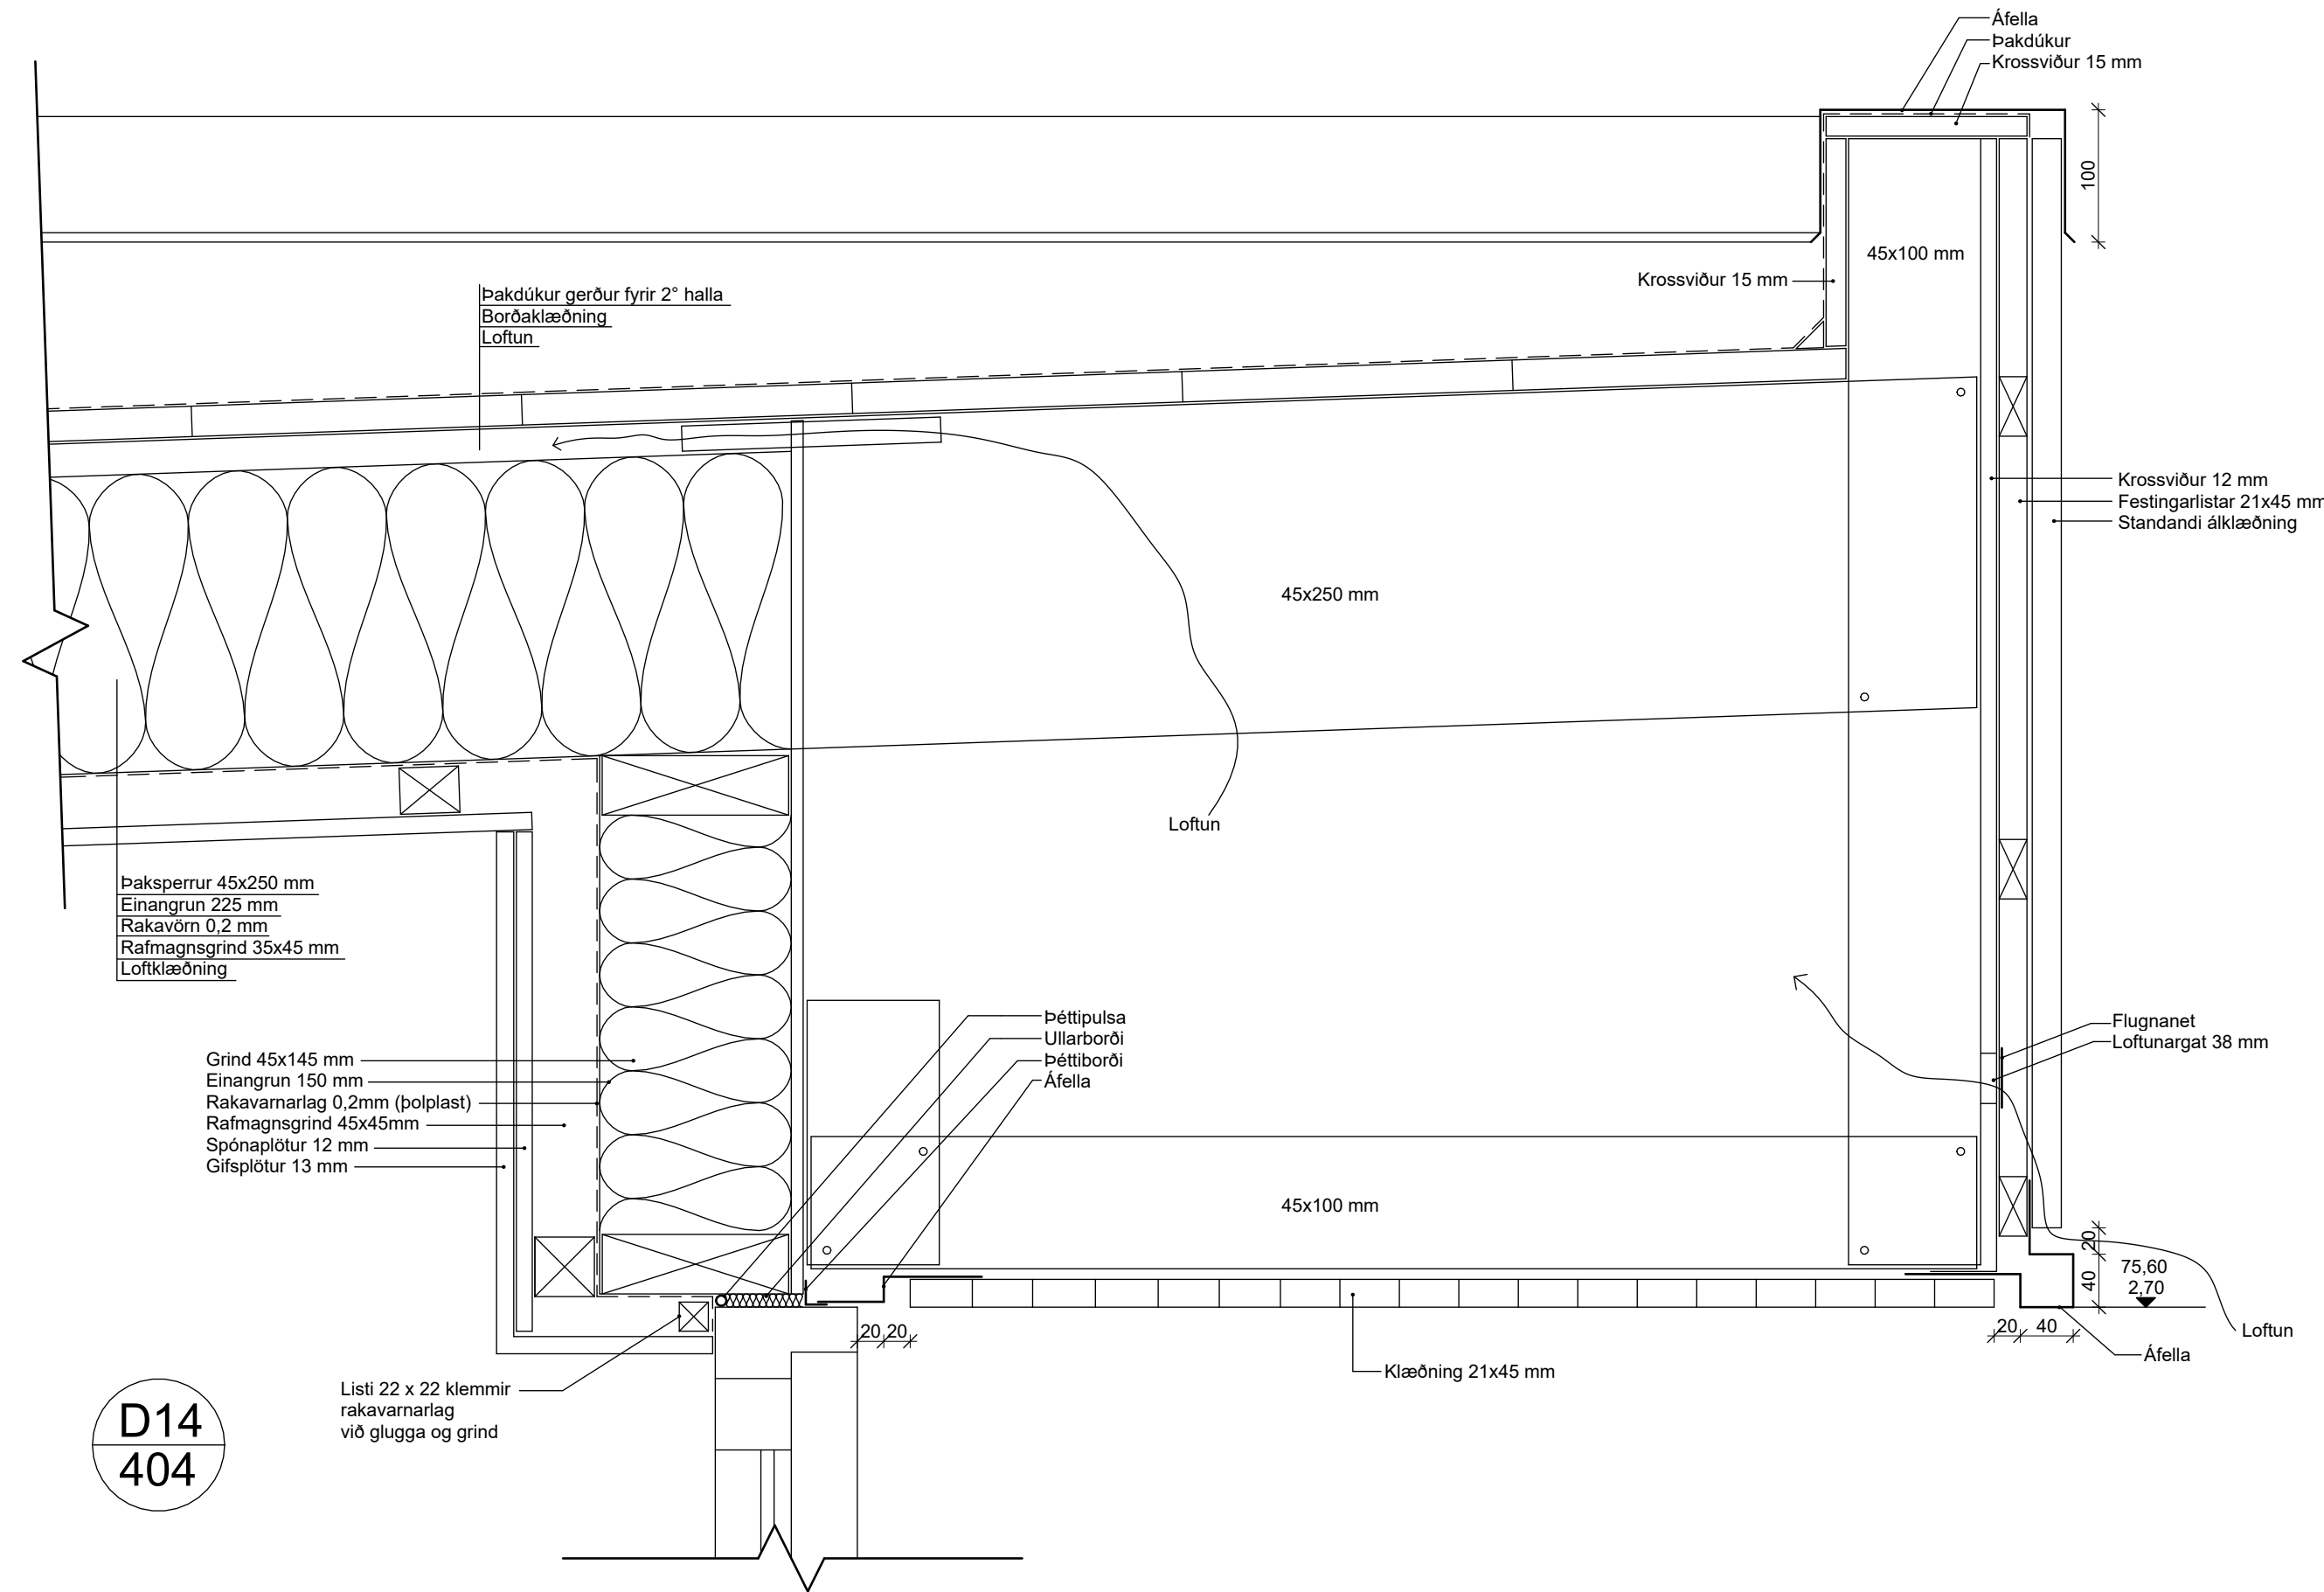 Áfella
Þakdúkur
Krossviður 15 mm
100
45x100 mm
Krossviður 15 mm
Þakdúkur gerður fyrir 2° halla
Borðaklæðning
Loftun
Krossviður 12 mm
Festingarlistar 21x45 mm
Standandi álklæðning
45x250 mm
Loftun
Þaksperrur 45x250 mm
Einangrun 225 mm
Rakavörn 0,2 mm
Rafmagnsgrind 35x45 mm
Loftklæðning
Þéttipulsa
Ullarborði
Þéttiborði
Áfella
Flugnanet
Loftunargat 38 mm
Grind 45x145 mm
Einangrun 150 mm
Rakavarnarlag 0,2mm (þolplast)
Rafmagnsgrind 45x45mm
Spónaplötur 12 mm
Gifsplötur 13 mm
45x100 mm
20
40
75,60
2,70
20 20
20 40
Loftun
Áfella
Klæðning 21x45 mm
Listi 22 x 22 klemmir
rakavarnarlag
við glugga og grind
D14
404